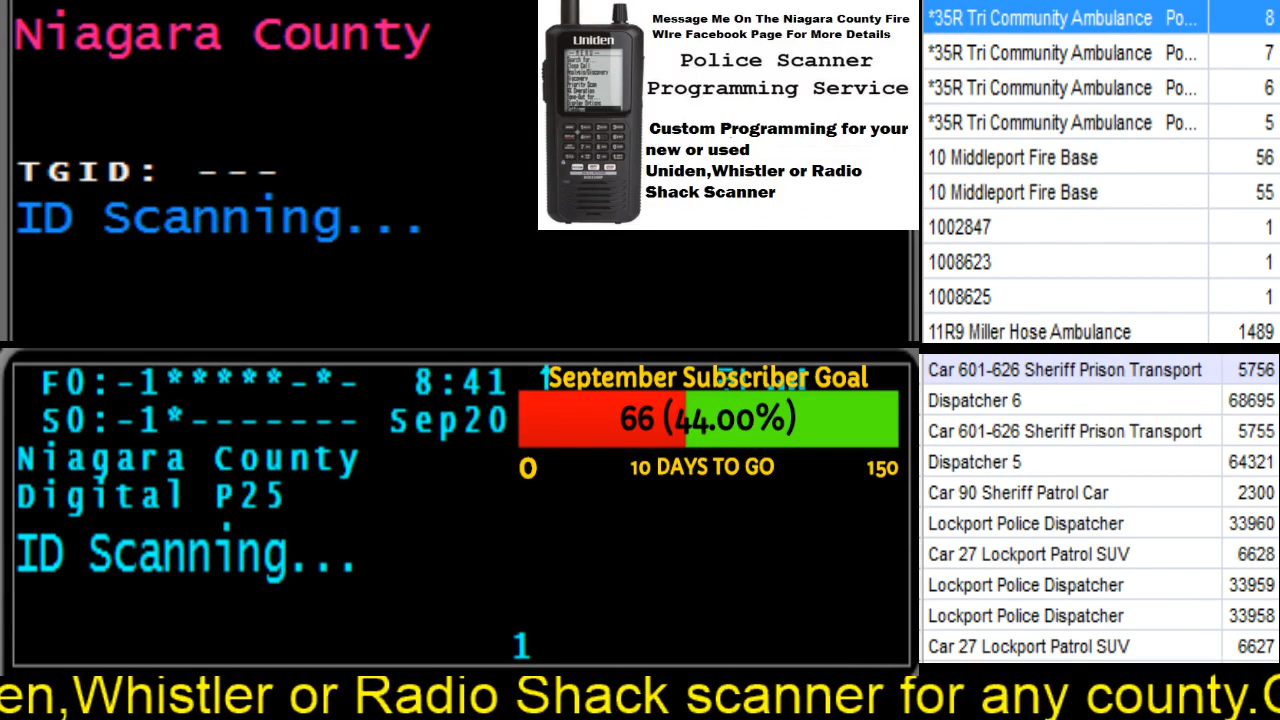 Niagara County
TGID: ---
ID Scanning...
Message Me On The Niagara County Fire
WIre Facebook Page For More Details
Police Scanner
Programming Service
Custom Programming for your
new or used
Uniden,Whistler or Radio
Shack Scanner
Uniden
*35R Tri Community Ambulance Po... 8
*35R Tri Community Ambulance Po... 7
*35R Tri Community Ambulance Po... 6
*35R Tri Community Ambulance Po... 5
10 Middleport Fire Base 56
10 Middleport Fire Base 55
1002847 1
1008623 1
1008625 1
11R9 Miller Hose Ambulance 1489
F0:-1*****-*- 8:41
S0:-1*------- Sep20
Niagara County
Digital P25
ID Scanning...
1
September Subscriber Goal
66 (44.00%)
0 10 DAYS TO GO 150
Car 601-626 Sheriff Prison Transport 5756
Dispatcher 6 68695
Car 601-626 Sheriff Prison Transport 5755
Dispatcher 5 64321
Car 90 Sheriff Patrol Car 2300
Lockport Police Dispatcher 33960
Car 27 Lockport Patrol SUV 6628
Lockport Police Dispatcher 33959
Lockport Police Dispatcher 33958
Car 27 Lockport Patrol SUV 6627
en,Whistler or Radio Shack scanner for any county.